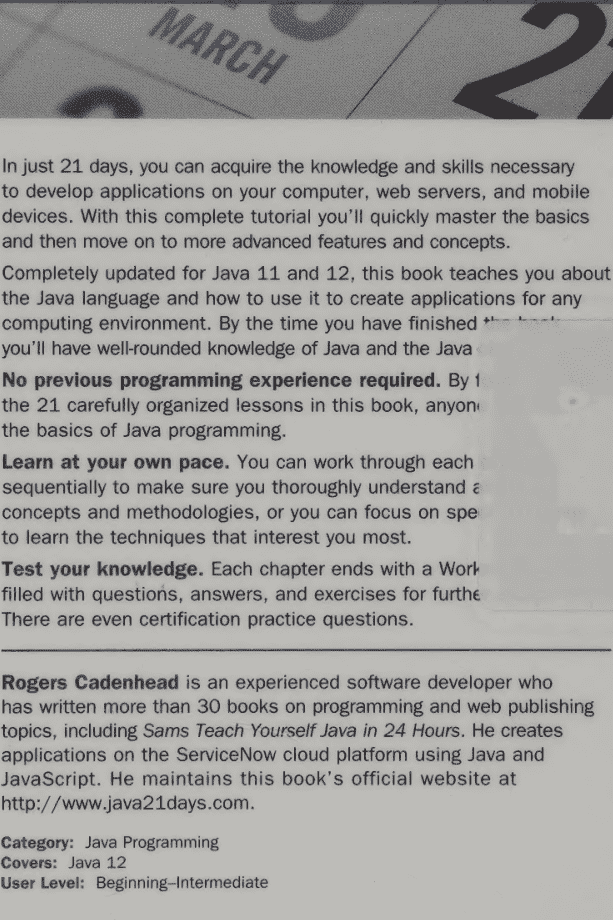 MARCH
21
In just 21 days, you can acquire the knowledge and skills necessary
to develop applications on your computer, web servers, and mobile
devices. With this complete tutorial you'll quickly master the basics
and then move on to more advanced features and concepts.
Completely updated for Java 11 and 12, this book teaches you about
the Java language and how to use it to create applications for any
computing environment. By the time you have finished
you'll have well-rounded knowledge of Java and the Java
No previous programming experience required. By
the 21 carefully organized lessons in this book,
the basics of Java programming.
Learn at your own pace. You can work through each
sequentially to make sure you thoroughly understand
concepts and methodologies, or you can focus on
to learn the techniques that interest you most.
Test your knowledge. Each chapter ends with a
filled with questions, answers, and exercises for
There are even certification practice questions.
Rogers Cadenhead is an experienced software developer who
has written more than 30 books on programming and web publishing
topics, including Sams Teach Yourself Java in 24 Hours. He creates
applications on the ServiceNow cloud platform using Java and
JavaScript. He maintains this book's official website at
http://www.java21days.com.
Category: Java Programming
Covers: Java 12
User Level: Beginning–Intermediate